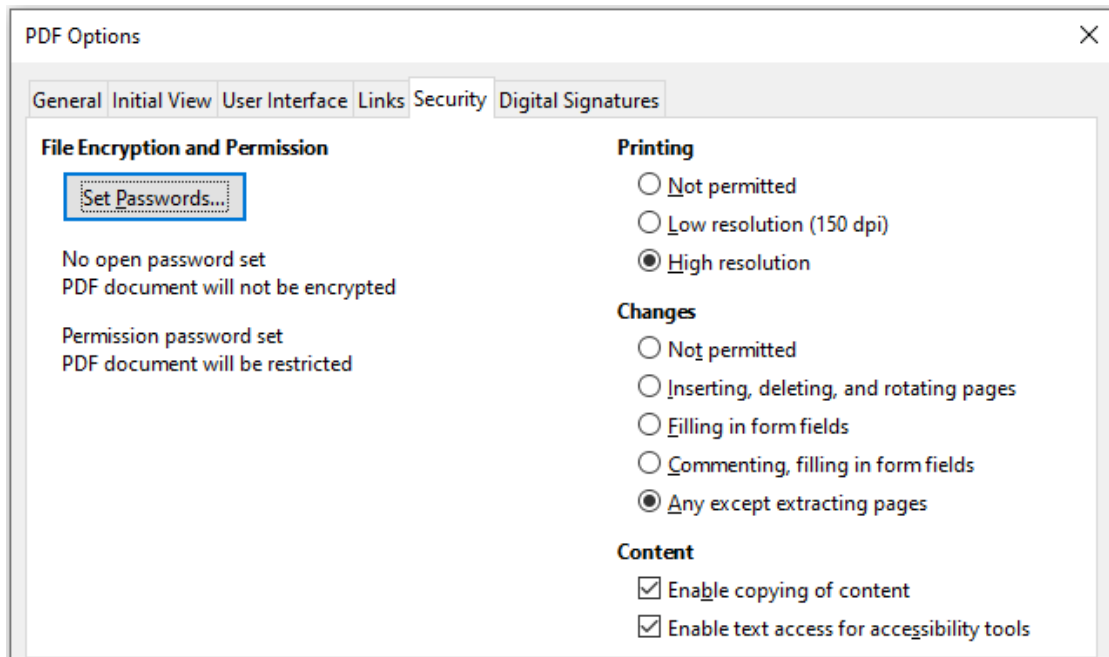 PDF Options
General Initial View User Interface Links Security Digital Signatures
File Encryption and Permission
Set Passwords...
No open password set
PDF document will not be encrypted
Permission password set
PDF document will be restricted
Printing
Not permitted
Low resolution (150 dpi)
High resolution
Changes
Not permitted
Inserting, deleting, and rotating pages
Filling in form fields
Commenting, filling in form fields
Any except extracting pages
Content
Enable copying of content
Enable text access for accessibility tools